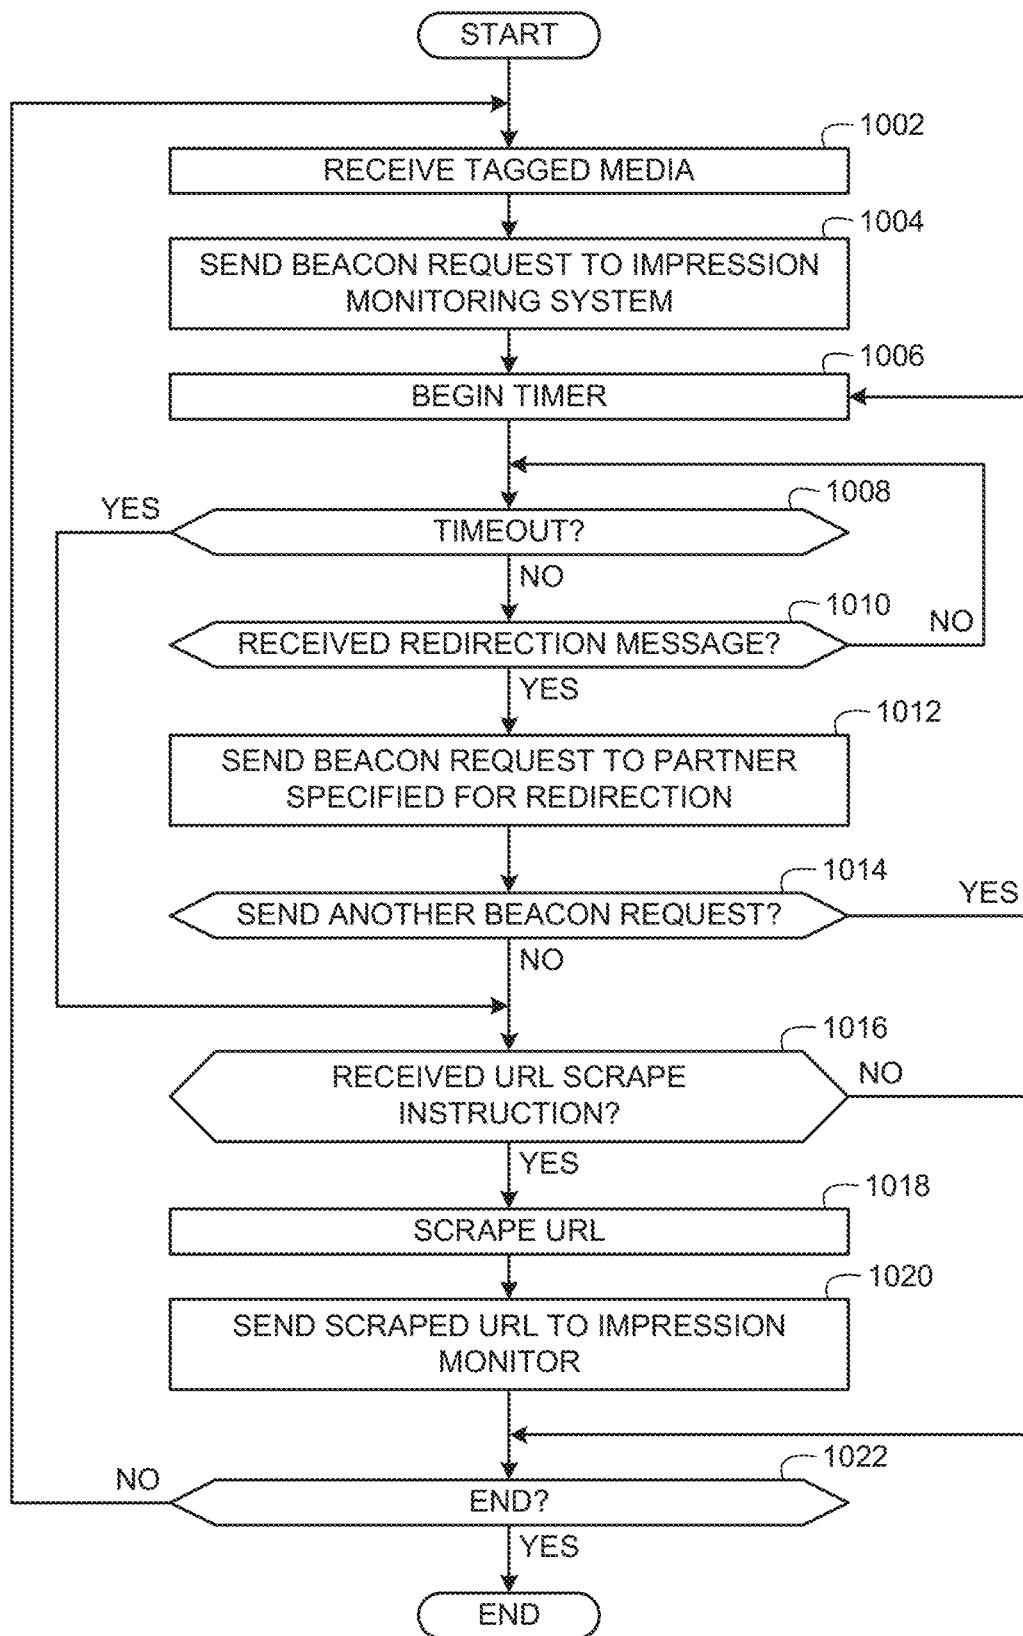 START
1002
RECEIVE TAGGED MEDIA
1004
SEND BEACON REQUEST TO IMPRESSION
MONITORING SYSTEM
1006
BEGIN TIMER
YES
1008
TIMEOUT?
NO
1010
RECEIVED REDIRECTION MESSAGE?
NO
YES
1012
SEND BEACON REQUEST TO PARTNER
SPECIFIED FOR REDIRECTION
1014
SEND ANOTHER BEACON REQUEST?
YES
NO
1016
RECEIVED URL SCRAPE
INSTRUCTION?
NO
YES
1018
SCRAPE URL
1020
SEND SCRAPED URL TO IMPRESSION
MONITOR
1022
NO
END?
YES
END